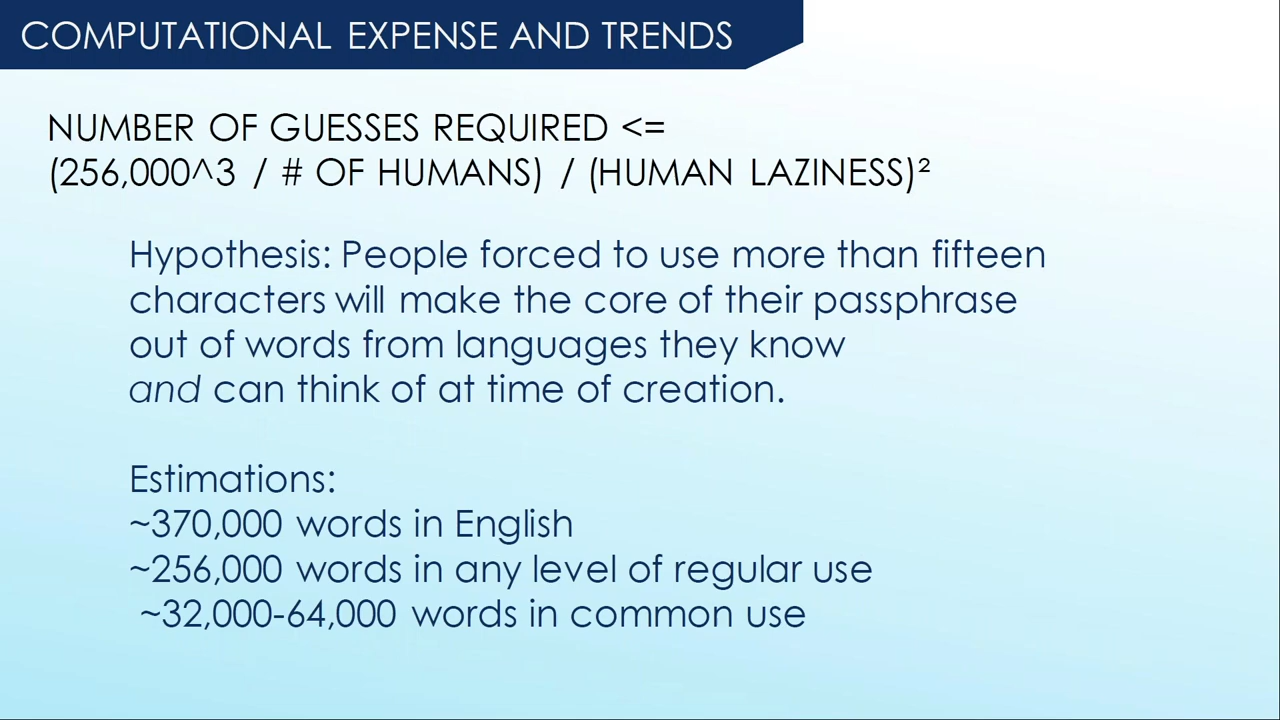 COMPUTATIONAL EXPENSE AND TRENDS
NUMBER OF GUESSES REQUIRED <=
(256,000^3 / # OF HUMANS) / (HUMAN LAZINESS)²
Hypothesis: People forced to use more than fifteen
characters will make the core of their passphrase
out of words from languages they know
and can think of at time of creation.
Estimations:
~370,000 words in English
~256,000 words in any level of regular use
~32,000-64,000 words in common use